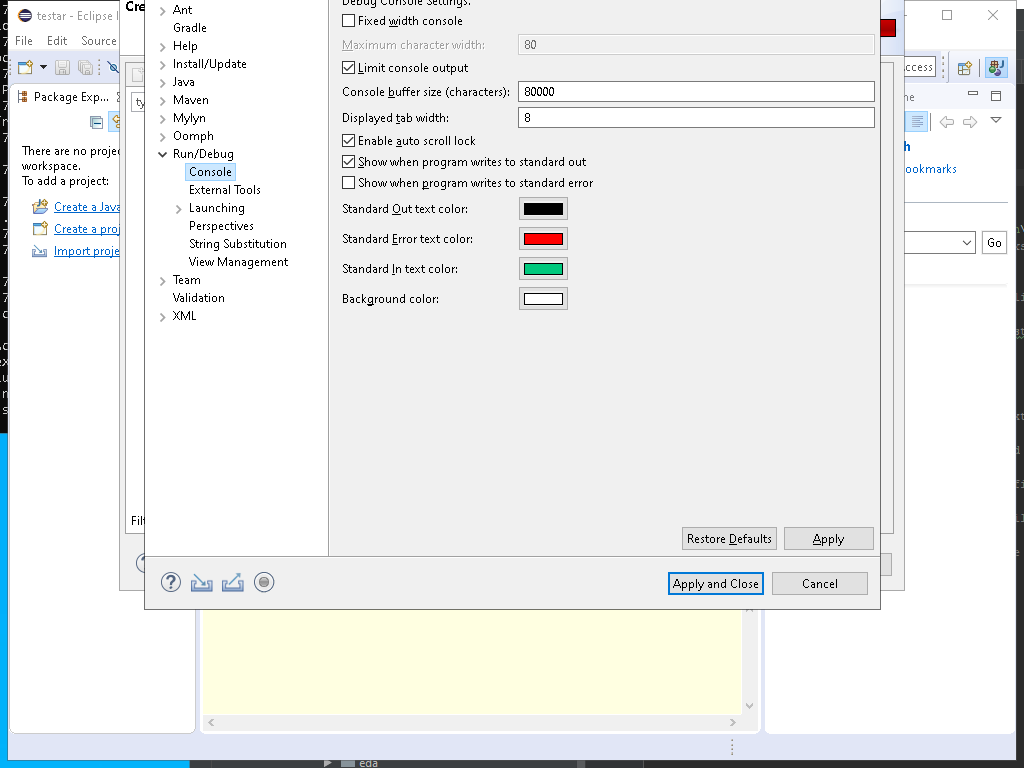 testar - Eclipse I
Cre
File Edit Source
Package Exp...
There are no projec
workspace.
To add a project:
Create a Java
Create a proj
Import proje
ty
Filt
Ant
Gradle
Help
Install/Update
Java
Maven
Mylyn
Oomph
Run/Debug
Console
External Tools
Launching
Perspectives
String Substitution
View Management
Team
Validation
XML
Debug Console Settings.
Fixed width console
Maximum character width: 80
Limit console output
Console buffer size (characters): 80000
Displayed tab width: 8
Enable auto scroll lock
Show when program writes to standard out
Show when program writes to standard error
Standard Out text color:
Standard Error text color:
Standard In text color:
Background color:
Restore Defaults Apply
Apply and Close Cancel
ccess
ne
h
ookmarks
Go
eda